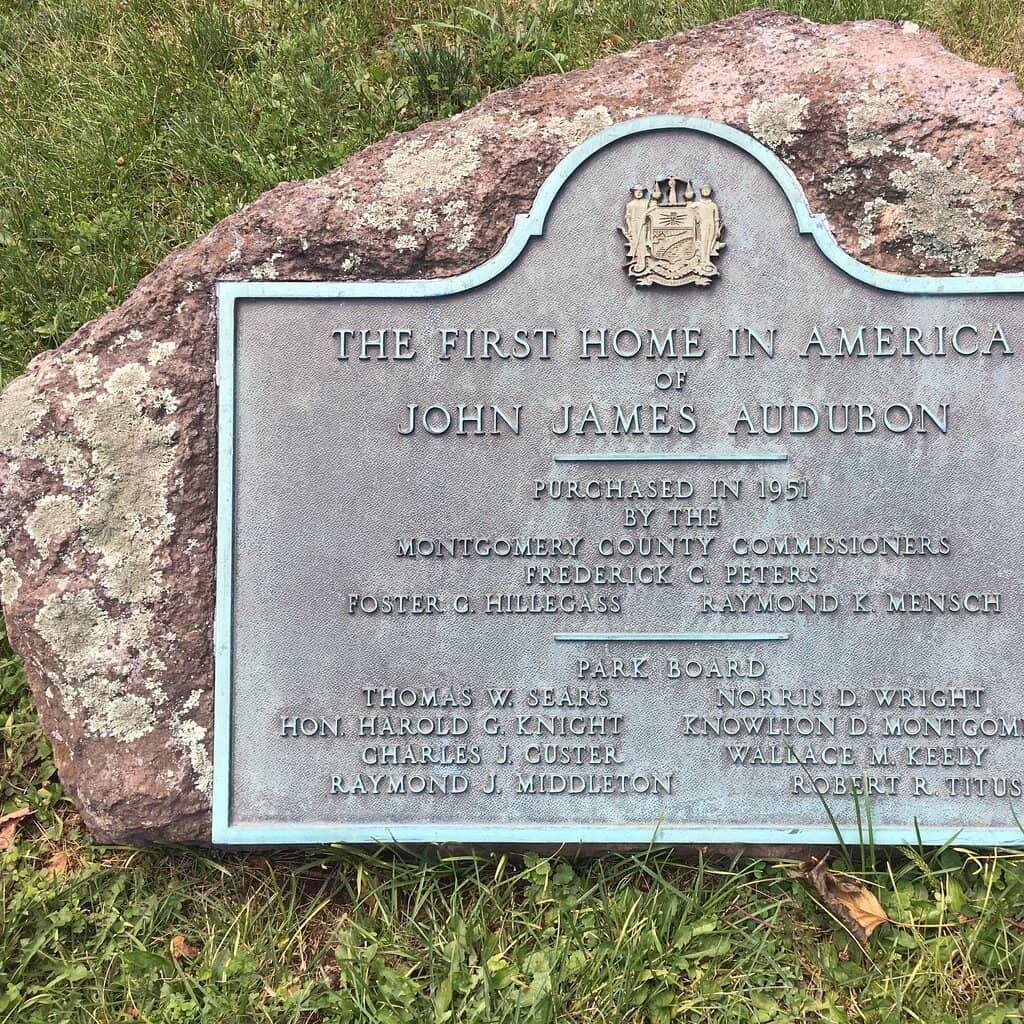 THE FIRST HOME IN AMERICA
OF
JOHN JAMES AUDUBON
PURCHASED IN 1951
BY THE
MONTGOMERY COUNTY COMMISSIONERS
FREDERICK C. PETERS
FOSTER C. HILLEGASS RAYMOND K. MENSCH
PARK BOARD
THOMAS W. SEARS NORRIS D. WRIGHT
HON. HAROLD G. KNIGHT KNOWLTON D. MONTGOM
CHARLES J. CUSTER WALLACE M. KEELY
RAYMOND J. MIDDLETON ROBERT R. TITUS